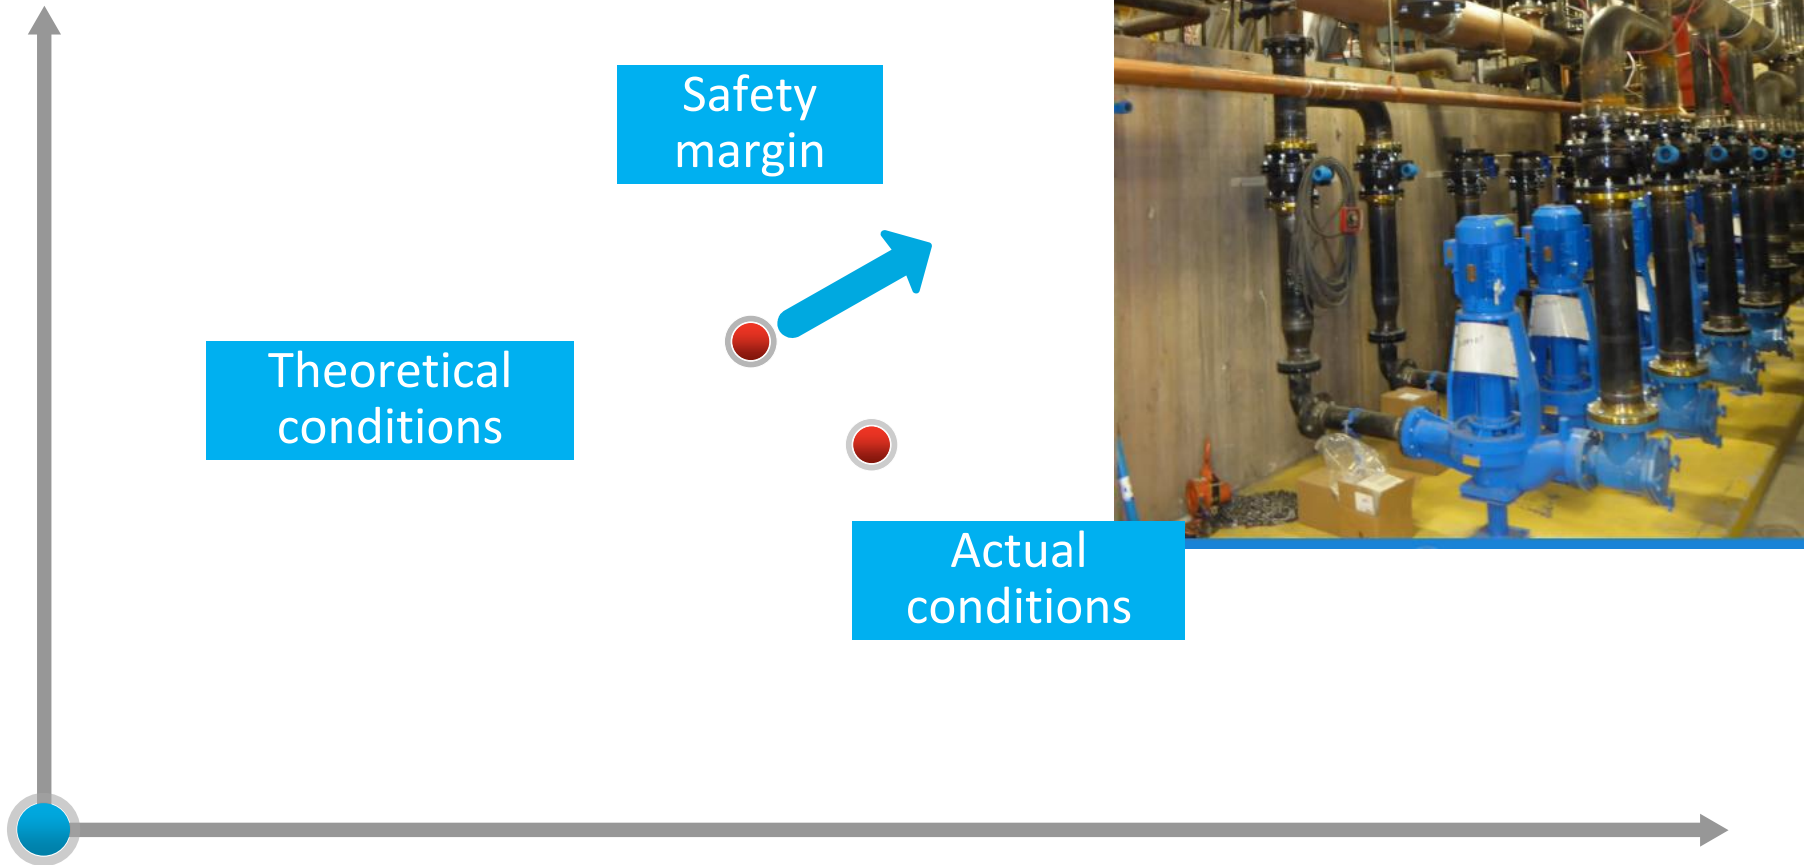 Safety
margin
Theoretical
conditions
Actual
conditions